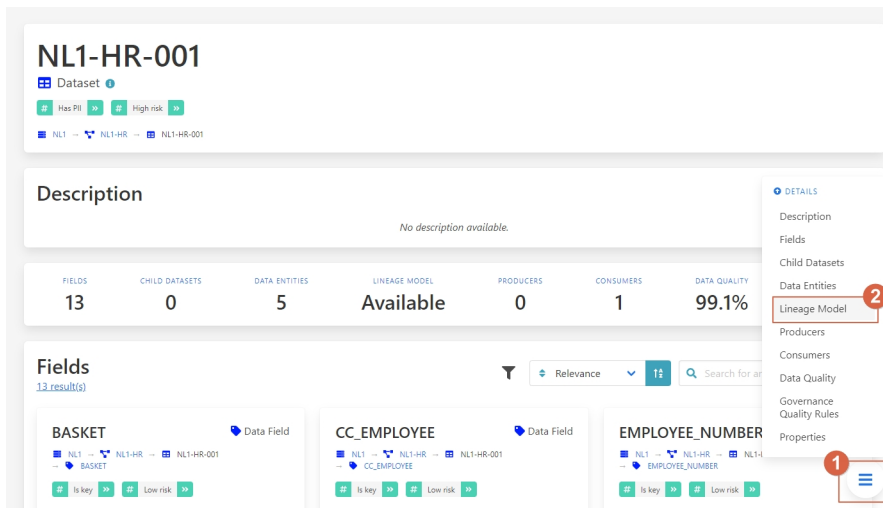 NL1-HR-001
Dataset
# Has PII »
# High risk »
NL1 → NL1-HR → NL1-HR-001
Description
No description available.
FIELDS
13
CHILD DATASETS
0
DATA ENTITIES
5
LINEAGE MODEL
Available
PRODUCERS
0
CONSUMERS
1
DATA QUALITY
99.1%
Fields
13 result(s)
Relevance
Search for an
BASKET
Data Field
NL1 → NL1-HR → NL1-HR-001
→ BASKET
# Is key » # Low risk »
CC_EMPLOYEE
Data Field
NL1 → NL1-HR → NL1-HR-001
→ CC_EMPLOYEE
# Is key » # Low risk »
EMPLOYEE_NUMBER
NL1 → NL1-HR → NL1-
→ EMPLOYEE_NUMBER
# Is key » # Low risk »
DETAILS
Description
Fields
Child Datasets
Data Entities
Lineage Model
2
Producers
Consumers
Data Quality
Governance
Quality Rules
Properties
1